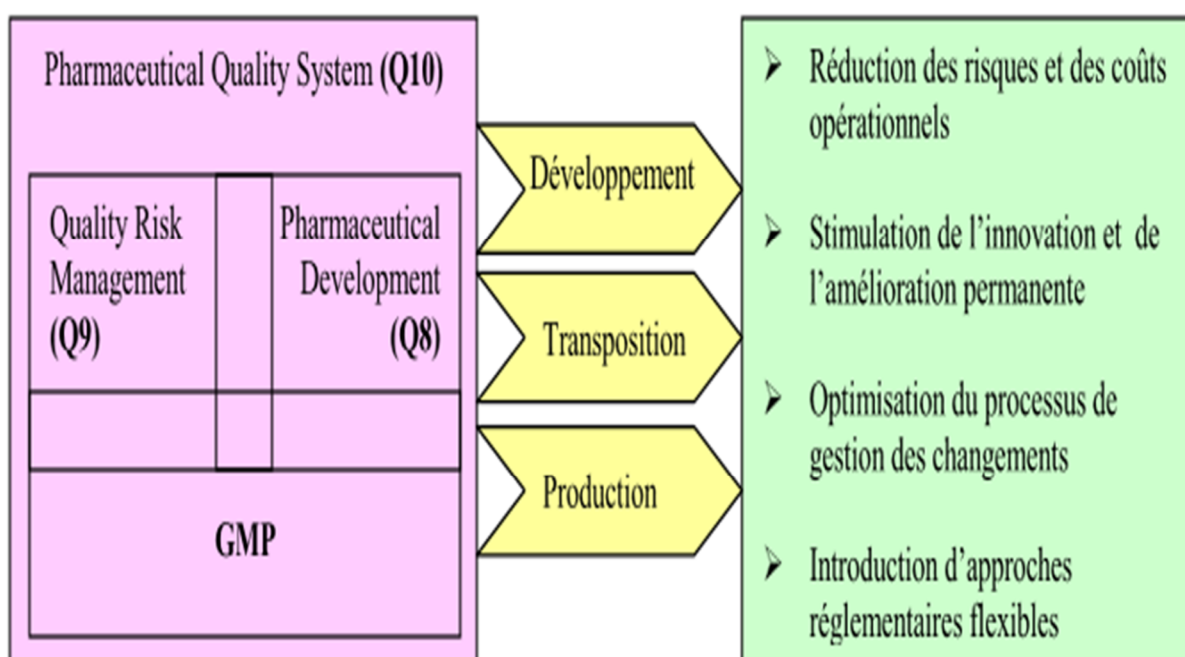 Pharmaceutical Quality System (Q10)
Quality Risk
Management
(Q9)
Pharmaceutical
Development
(Q8)
GMP
Développement
Transposition
Production
Réduction des risques et des coûts
opérationnels
Stimulation de l’innovation et de
l’amélioration permanente
Optimisation du processus de
gestion des changements
Introduction d’approches
réglementaires flexibles